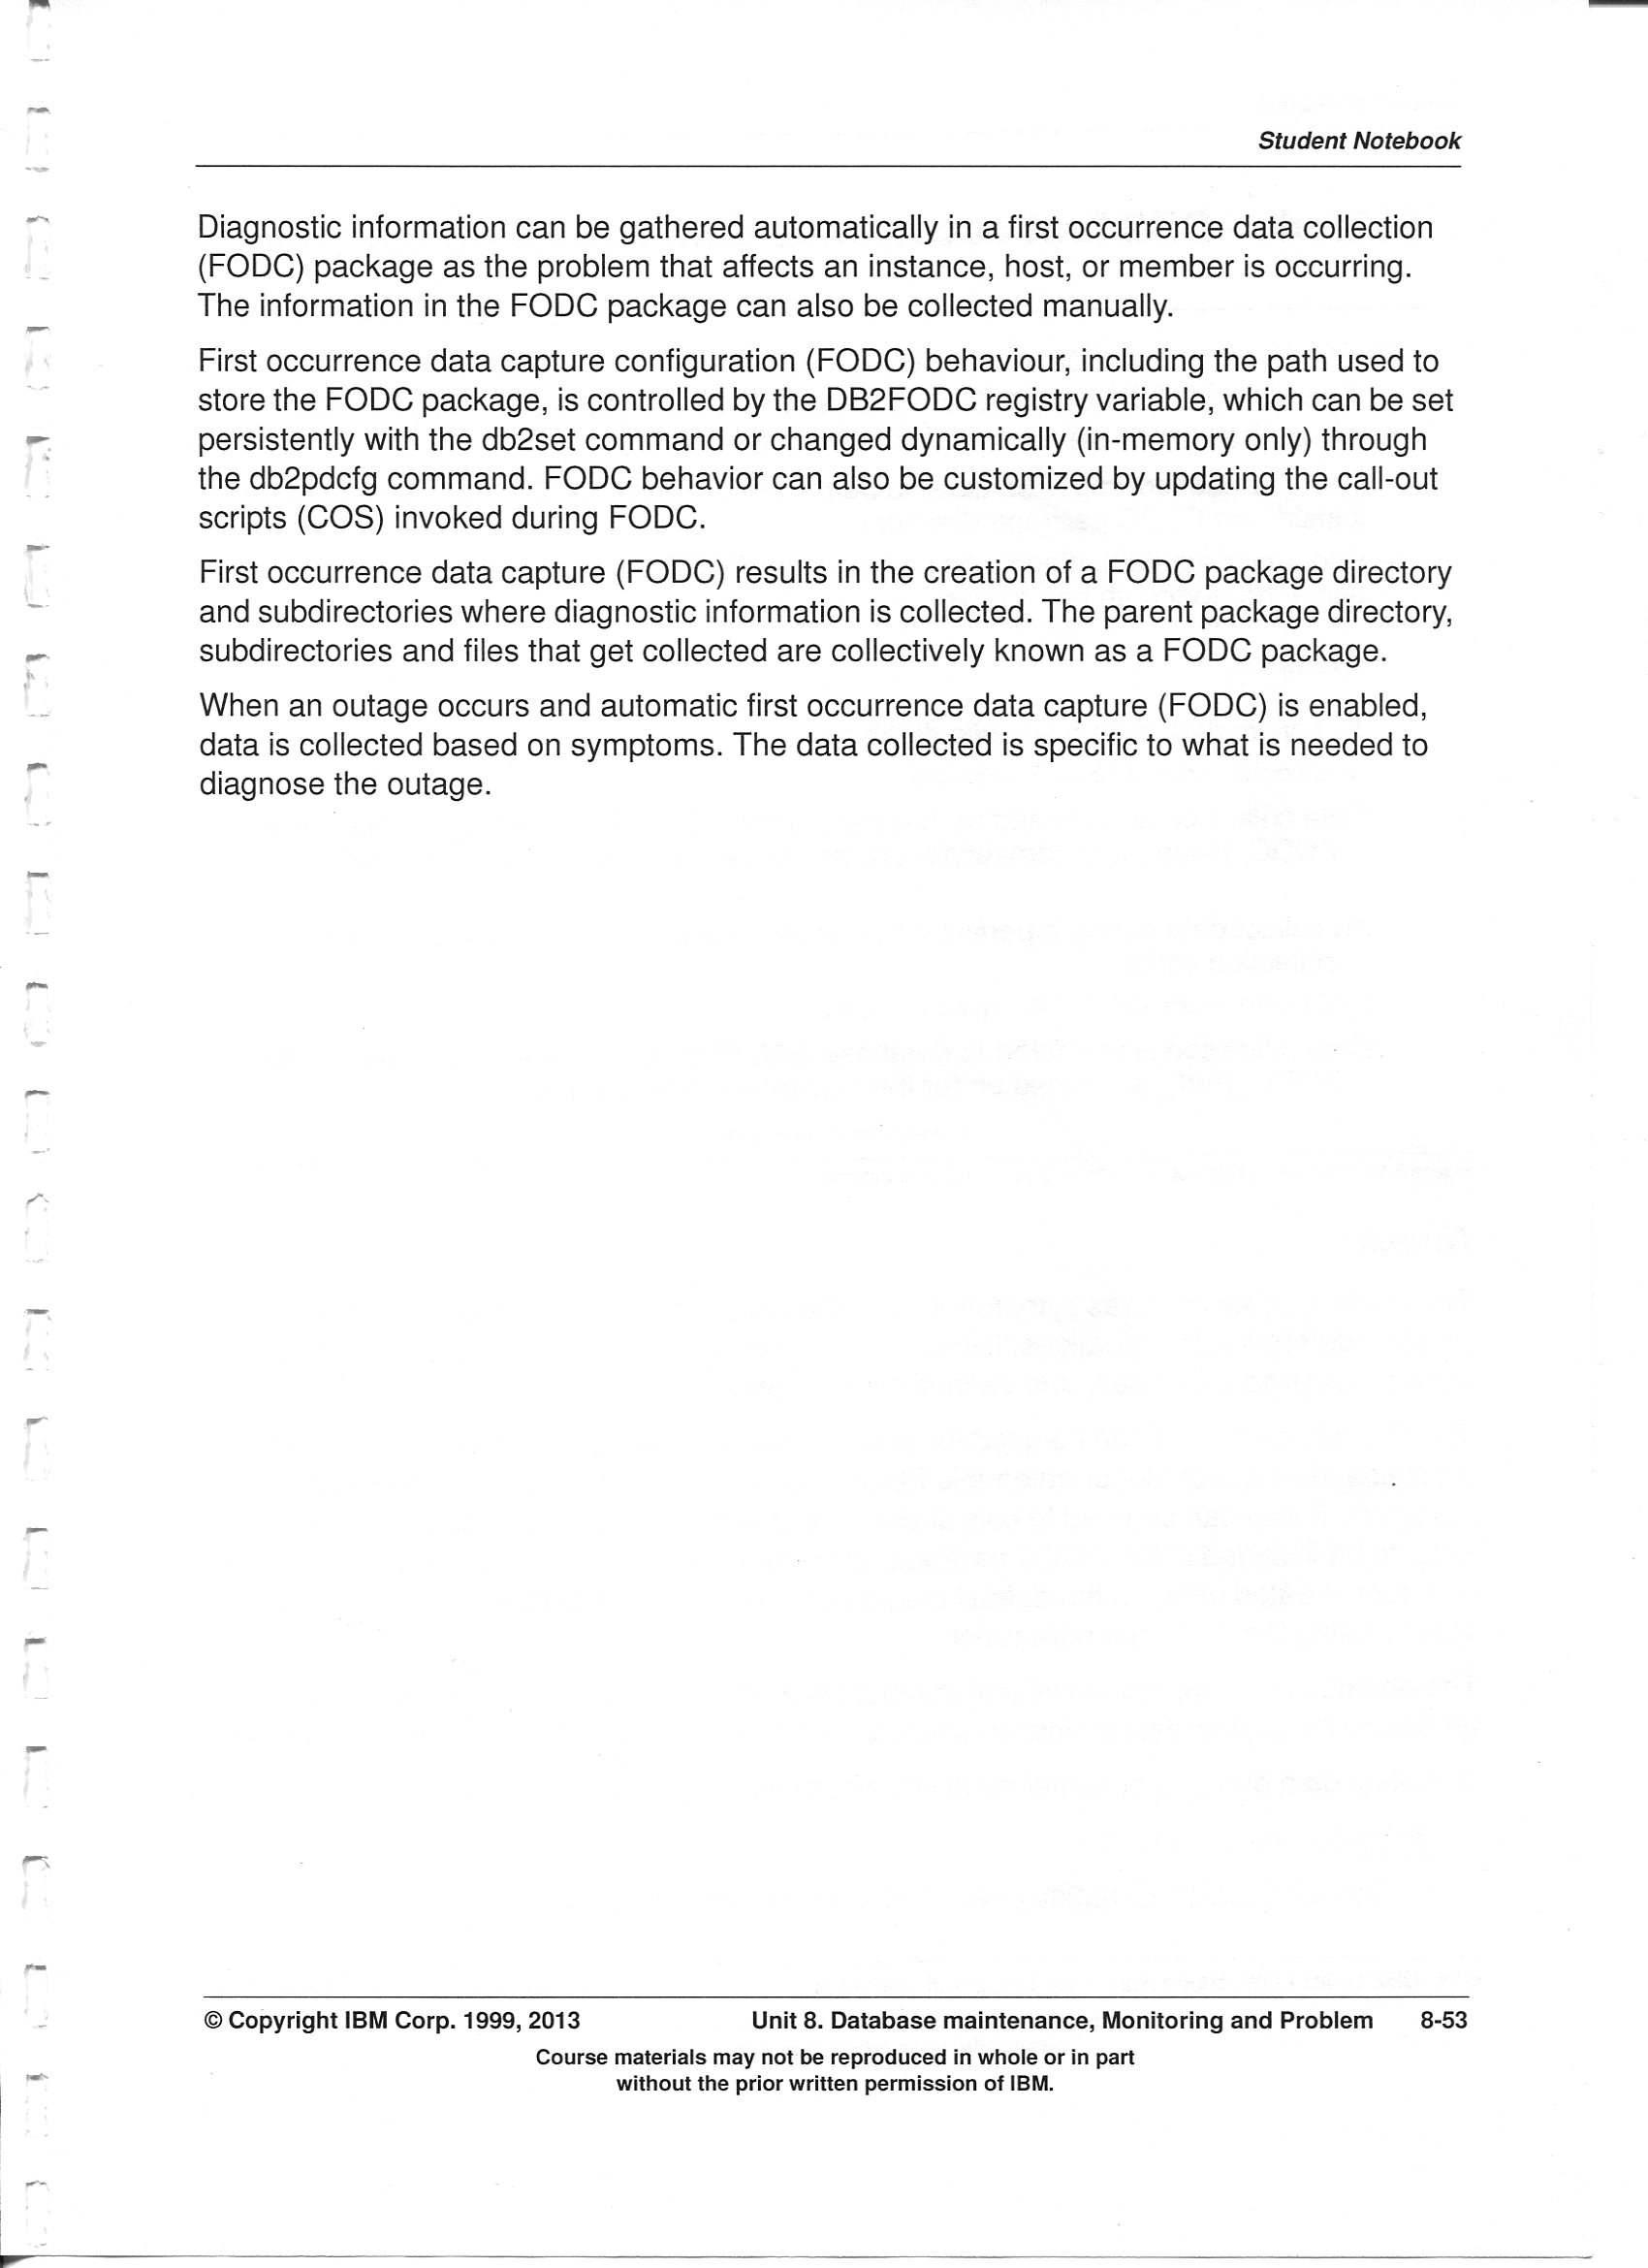 Student Notebook
Diagnostic information can be gathered automatically in a first occurrence data collection
(FODC) package as the problem that affects an instance, host, or member is occurring.
The information in the FODC package can also be collected manually.
First occurrence data capture configuration (FODC) behaviour, including the path used to
store the FODC package, is controlled by the DB2FODC registry variable, which can be set
persistently with the db2set command or changed dynamically (in-memory only) through
the db2pdcfg command. FODC behavior can also be customized by updating the call-out
scripts (COS) invoked during FODC.
First occurrence data capture (FODC) results in the creation of a FODC package directory
and subdirectories where diagnostic information is collected. The parent package directory,
subdirectories and files that get collected are collectively known as a FODC package.
When an outage occurs and automatic first occurrence data capture (FODC) is enabled,
data is collected based on symptoms. The data collected is specific to what is needed to
diagnose the outage.
© Copyright IBM Corp. 1999, 2013 Unit 8. Database maintenance, Monitoring and Problem 8-53
Course materials may not be reproduced in whole or in part
without the prior written permission of IBM.